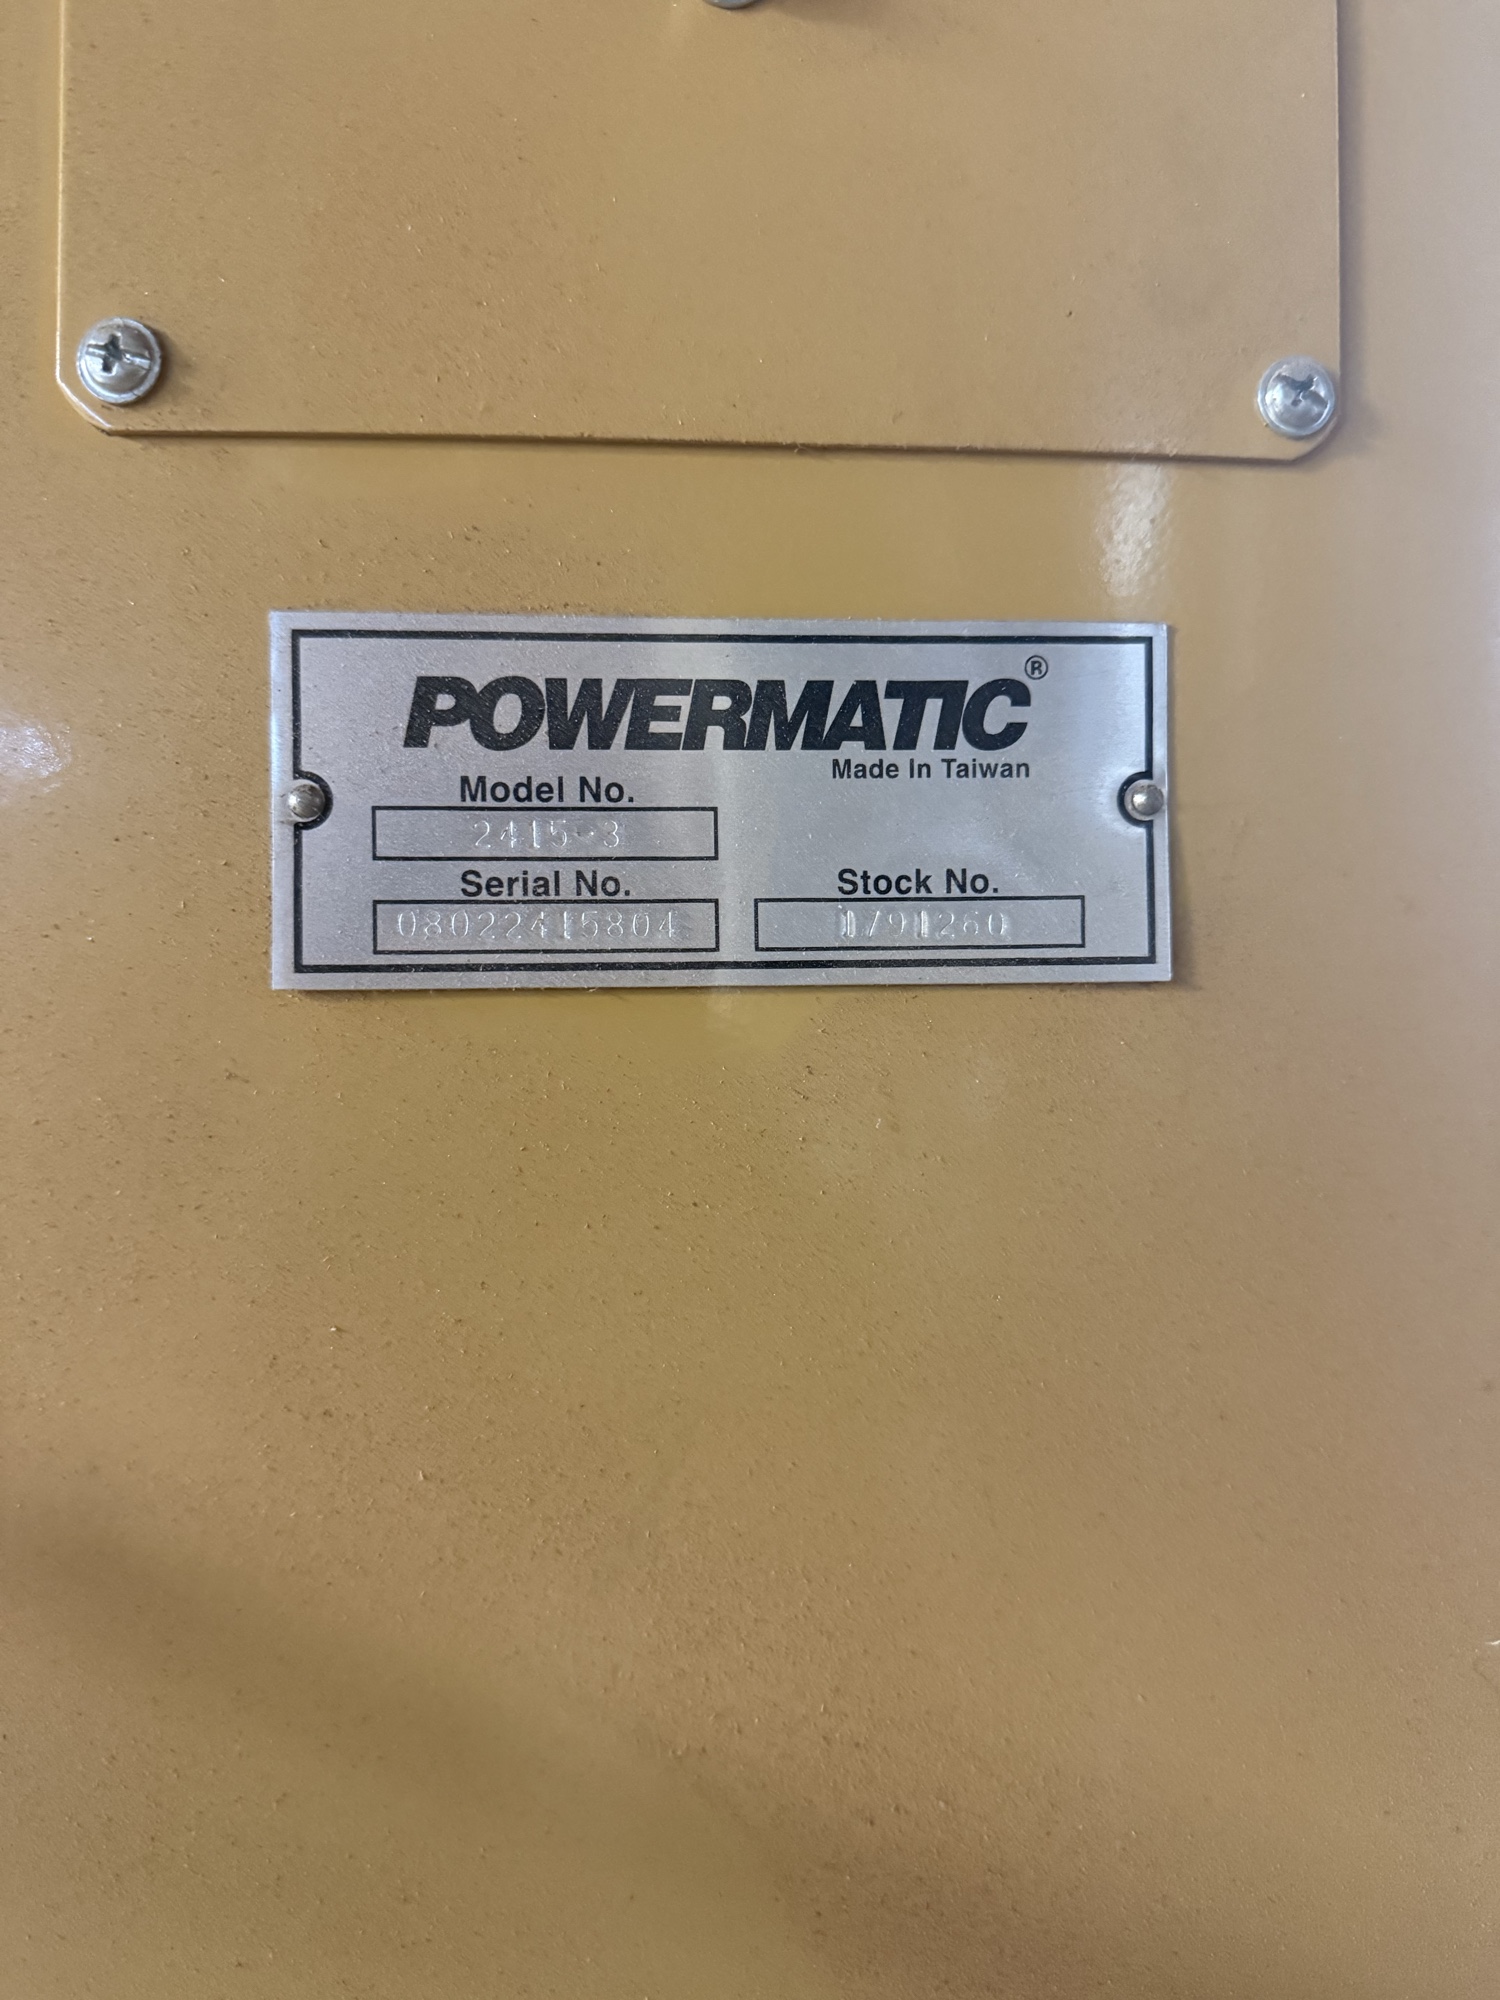 POWERMATIC®
Made In Taiwan
Model No.
2415-3
Serial No.
08022415804
Stock No.
1791260